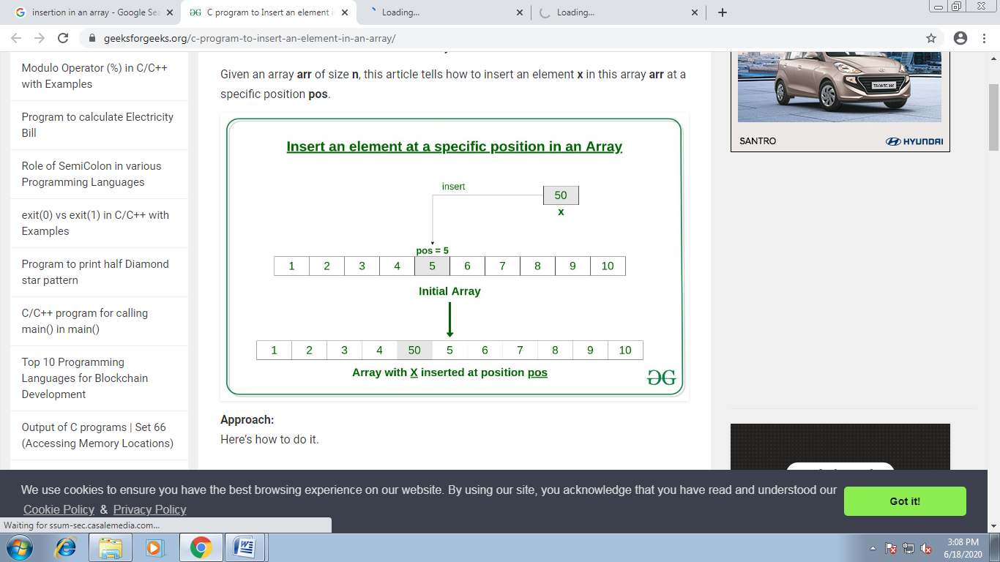 insertion in an array - Google Sea
C program to Insert an element i
Loading...
Loading...
geeksforgeeks.org/c-program-to-insert-an-element-in-an-array/
Modulo Operator (%) in C/C++
with Examples
Program to calculate Electricity
Bill
Role of SemiColon in various
Programming Languages
exit(0) vs exit(1) in C/C++ with
Examples
Program to print half Diamond
star pattern
C/C++ program for calling
main() in main()
Top 10 Programming
Languages for Blockchain
Development
Output of C programs | Set 66
(Accessing Memory Locations)
Given an array arr of size n, this article tells how to insert an element x in this array arr at a
specific position pos.
Insert an element at a specific position in an Array
insert
50
x
pos = 5
1 2 3 4 5 6 7 8 9 10
Initial Array
1 2 3 4 50 5 6 7 8 9 10
Array with X inserted at position pos
Approach:
Here's how to do it.
SANTRO
HYUNDAI
We use cookies to ensure you have the best browsing experience on our website. By using our site, you acknowledge that you have read and understood our
Cookie Policy & Privacy Policy
Got it!
Waiting for ssum-sec.casalemedia.com...
3:08 PM
6/18/2020